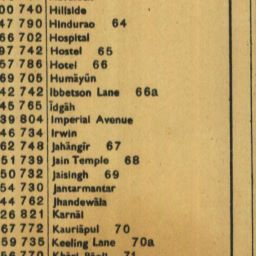 00 740 Hillside
47 790 Hindurao 64
66 702 Hospital
97 742 Hostel 65
57 786 Hotel 66
69 705 Humāyūn
42 742 Ibbetson Lane 66a
45 765 Īdgāh
39 804 Imperial Avenue
46 734 Irwin
62 748 Jahāngīr 67
51 739 Jain Temple 68
50 732 Jaisingh 69
54 730 Jantarmantar
44 762 Jhandewāla
26 821 Karnāl
67 772 Kauriāpul 70
59 735 Keeling Lane 70a